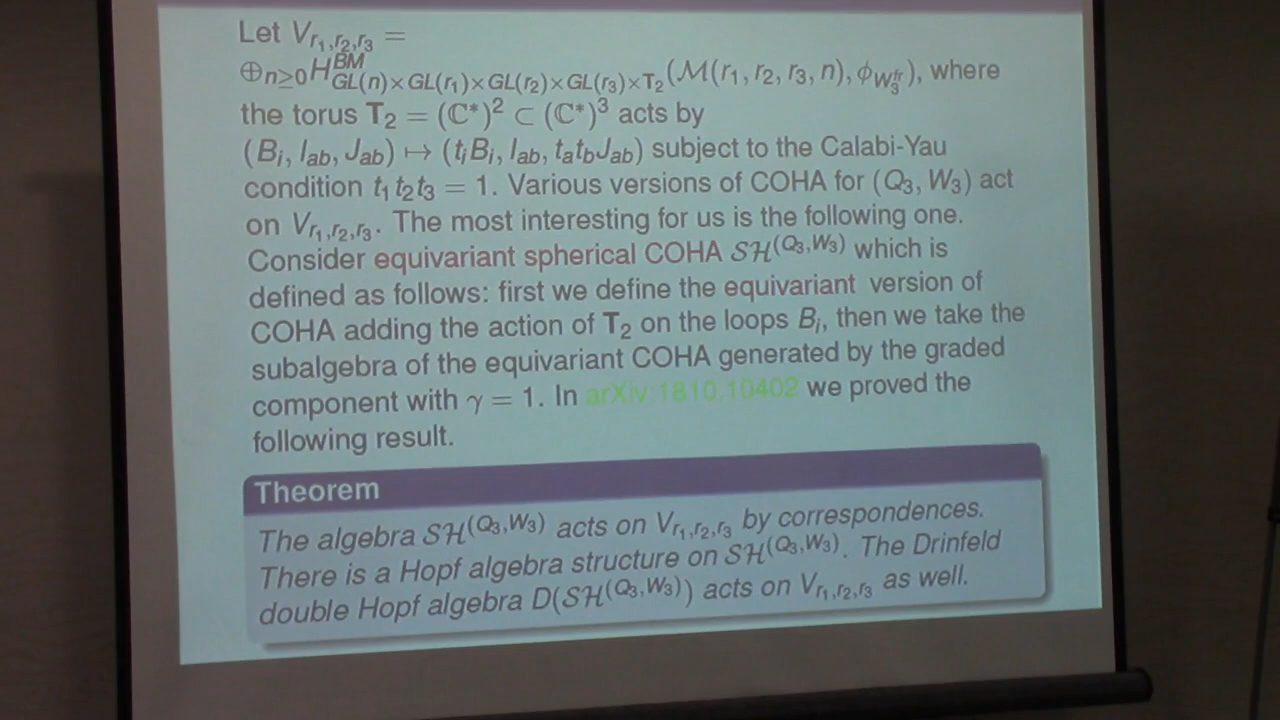 Let V_{r_1,r_2,r_3} =
⊕_{n≥0}H^{BM}_{GL(n)×GL(r_1)×GL(r_2)×GL(r_3)×T_2}(M(r_1, r_2, r_3, n), ϕ_{W_3^{fr}}), where
the torus T_2 = (ℂ*)^2 ⊂ (ℂ*)^3 acts by
(B_i, I_{ab}, J_{ab}) ↦ (t_iB_i, I_{ab}, t_at_bJ_{ab}) subject to the Calabi-Yau
condition t_1t_2t_3 = 1. Various versions of COHA for (Q_3, W_3) act
on V_{r_1,r_2,r_3}. The most interesting for us is the following one.
Consider equivariant spherical COHA SH^{(Q_3,W_3)} which is
defined as follows: first we define the equivariant version of
COHA adding the action of T_2 on the loops B_i, then we take the
subalgebra of the equivariant COHA generated by the graded
component with γ = 1. In arXiv:1810.10402 we proved the
following result.
Theorem
The algebra SH^{(Q_3,W_3)} acts on V_{r_1,r_2,r_3} by correspondences.
There is a Hopf algebra structure on SH^{(Q_3,W_3)}. The Drinfeld
double Hopf algebra D(SH^{(Q_3,W_3)}) acts on V_{r_1,r_2,r_3} as well.